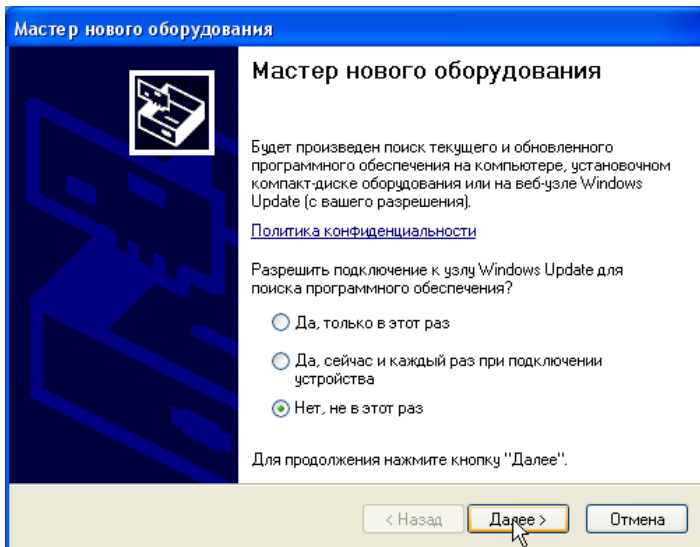 Мастер нового оборудования
Мастер нового оборудования
Будет произведен поиск текущего и обновленного
программного обеспечения на компьютере, установочном
компакт-диске оборудования или на веб-узле Windows
Update (с вашего разрешения).
Политика конфиденциальности
Разрешить подключение к узлу Windows Update для
поиска программного обеспечения?
Да, только в этот раз
Да, сейчас и каждый раз при подключении
устройства
Нет, не в этот раз
Для продолжения нажмите кнопку "Далее".
< Назад Далее > Отмена